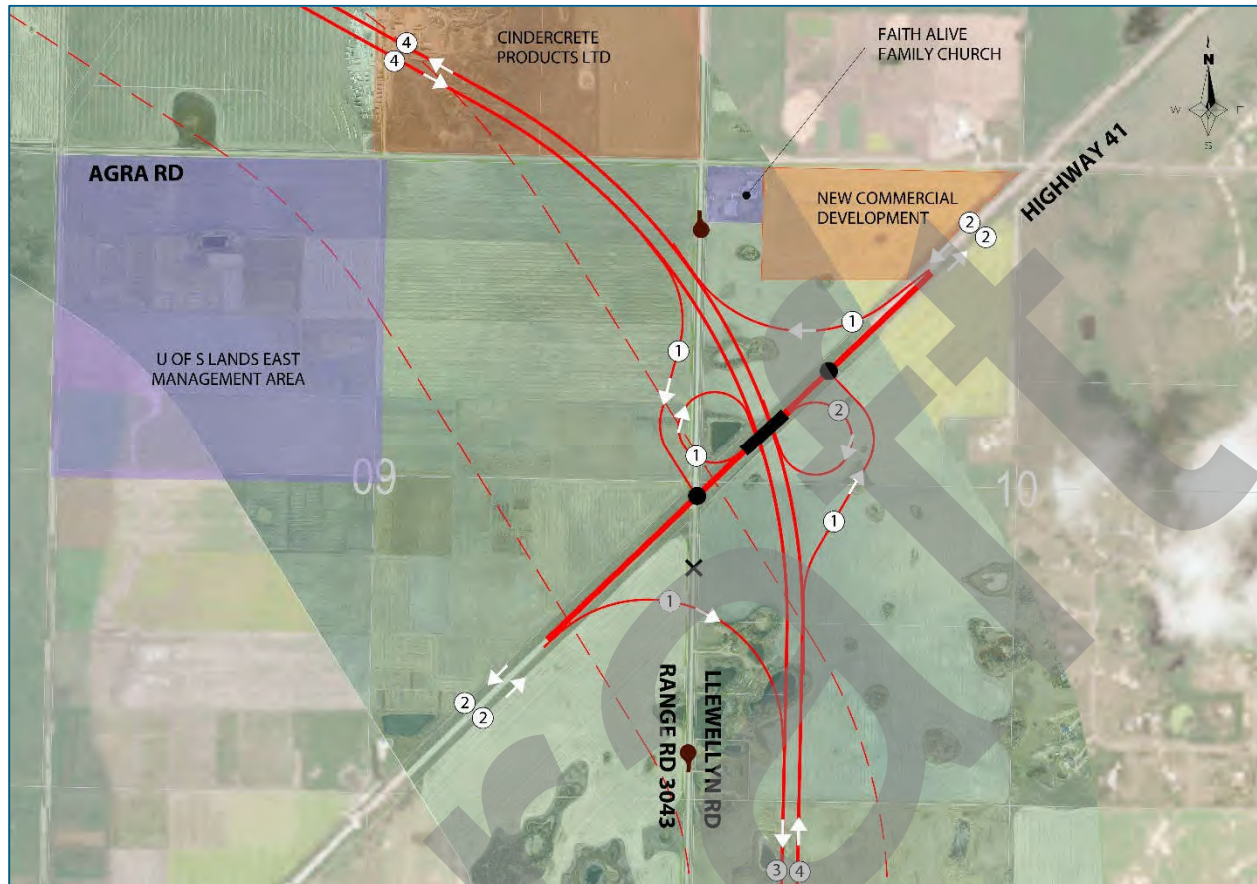 CINDERCRETE
PRODUCTS LTD
FAITH ALIVE
FAMILY CHURCH
N
W
E
S
4
4
AGRA RD
HIGHWAY 41
NEW COMMERCIAL
DEVELOPMENT
2
2
1
1
U OF S LANDS EAST
MANAGEMENT AREA
2
1
09
10
1
1
RANGE RD 3043
LLEWELLYN RD
2
2
3
4